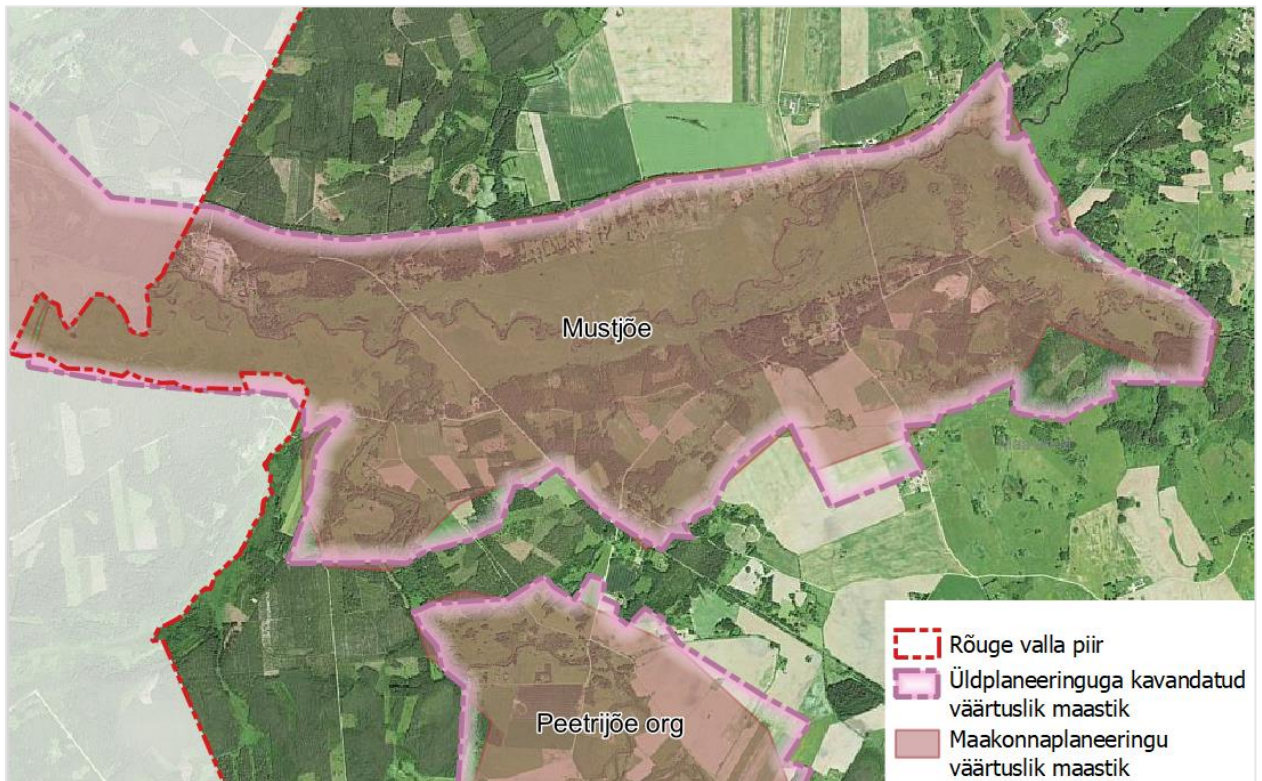 Mustjõe
Peetrijõe org
Rõuge valla piir
Üldplaneeringuga kavandatud
väärtuslik maastik
Maakonnaplaneeringu
väärtuslik maastik